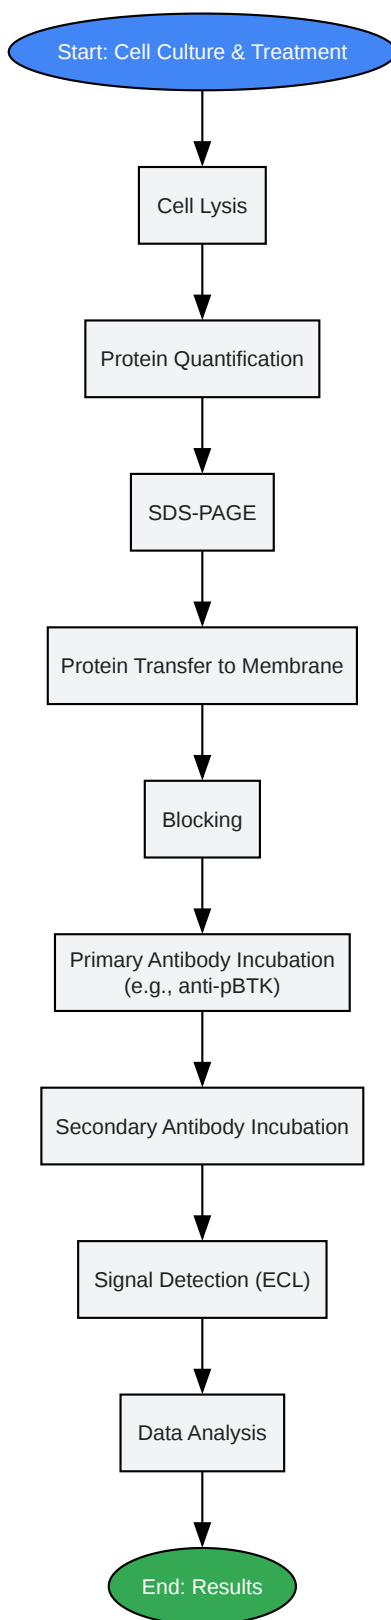 Start: Cell Culture & Treatment
Cell Lysis
Protein Quantification
SDS-PAGE
Protein Transfer to Membrane
Blocking
Primary Antibody Incubation
(e.g., anti-pBTK)
Secondary Antibody Incubation
Signal Detection (ECL)
Data Analysis
End: Results